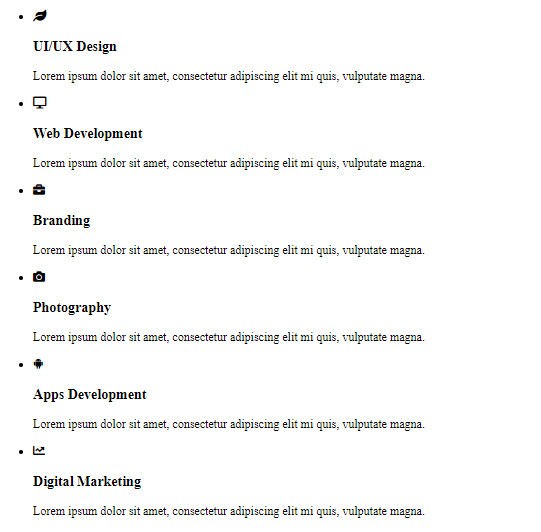 UI/UX Design
Lorem ipsum dolor sit amet, consectetur adipiscing elit mi quis, vulputate magna.
Web Development
Lorem ipsum dolor sit amet, consectetur adipiscing elit mi quis, vulputate magna.
Branding
Lorem ipsum dolor sit amet, consectetur adipiscing elit mi quis, vulputate magna.
Photography
Lorem ipsum dolor sit amet, consectetur adipiscing elit mi quis, vulputate magna.
Apps Development
Lorem ipsum dolor sit amet, consectetur adipiscing elit mi quis, vulputate magna.
Digital Marketing
Lorem ipsum dolor sit amet, consectetur adipiscing elit mi quis, vulputate magna.